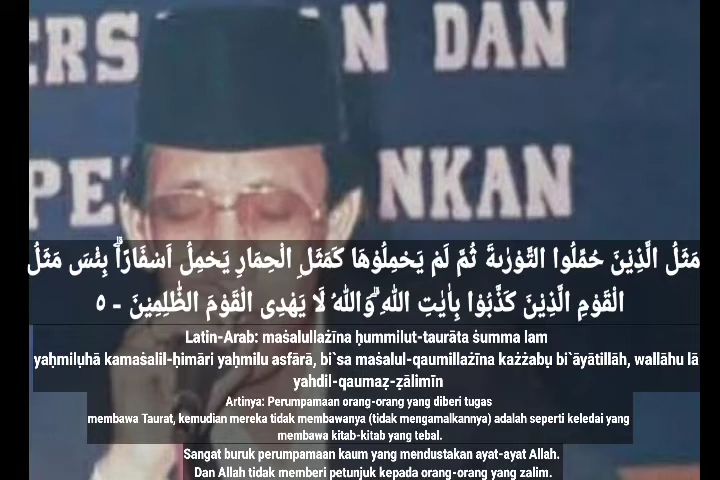 ERS AN DAN
PE NKAN
مَثَلُ الَّذِيْنَ حُمِّلُوا التَّوْرٰىةَ ثُمَّ لَمْ يَحْمِلُوْهَا كَمَثَلِ الْحِمَارِ يَحْمِلُ اَسْفَارًاۗ بِئْسَ مَثَلُ
الْقَوْمِ الَّذِيْنَ كَذَّبُوْا بِاٰيٰتِ اللّٰهِ ۗوَاللّٰهُ لَا يَهْدِى الْقَوْمَ الظّٰلِمِيْنَ - ٥
Latin-Arab: maṡalullażīna ḥummilut-taurāta ṡumma lam
yaḥmilụhā kamaṡalil-ḥimāri yaḥmilu asfārā, bi`sa maṡalul-qaumillażīna każżabụ bi`āyātillāh, wallāhu lā
yahdil-qaumaẓ-ẓālimīn
Artinya: Perumpamaan orang-orang yang diberi tugas
membawa Taurat, kemudian mereka tidak membawanya (tidak mengamalkannya) adalah seperti keledai yang
membawa kitab-kitab yang tebal.
Sangat buruk perumpamaan kaum yang mendustakan ayat-ayat Allah.
Dan Allah tidak memberi petunjuk kepada orang-orang yang zalim.